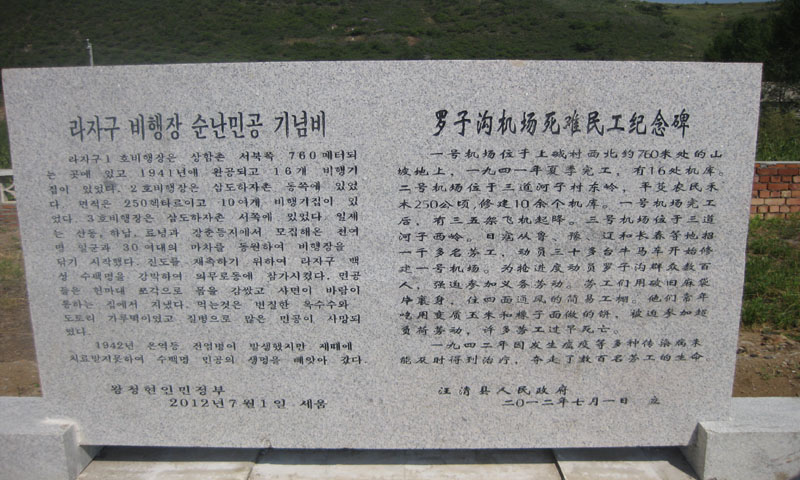 라자구 비행장 순난민공 기념비
라자구1 호비행장은 상함촌 서북쪽 760메터되
는 곳에 있고 1941년에 완공되고 16개 비행기
집이 있었다. 2호비행장은 삼도하자촌 동쪽에 있었
다 면적은 250헥타르이고 10여개 비행기집이 있
었다 3호비행장은 삼도하자촌 서쪽에 있었다. 일제
는 산동, 하남, 료녕과 장춘등지에서 모집해온 천여
명 일군과 30여대의 마차를 동원하여 비행장을
닦기 시작했다. 진도를 재촉하기 위하여 라자구 백
성 수백명을 강박하여 의무로동에 참가시켰다. 민공
들은 헌마대 쪼각으로 몸을 감쌌고 사면이 바람이
통하는 집에서 지냈다. 먹는것은 변질한 옥수수와
도토리 가루떡이었고 질병으로 많은 민공이 사망되
였다.
1942년 온역등 전염병이 발생했지만 제때에
치료받지못하여 수백명 민공의 생명을 빼앗아 갔다.
왕청현인민정부
2012년7월1일 세움
罗子沟机场死难民工纪念碑
一号机场位于上碱村西北约760米处的山
坡地上，一九四一年夏季完工，有16处机库。
二号机场位于三道河子村东岭，年芟农民禾
木250公顷，修建10余个机库。一号机场完工
后，有三五架飞机起降。三号机场位于三道
河子西岭。日寇从鲁、豫、辽和长春等地招
一千多名劳工，动员三十多台牛马车开始修
建一号机场。为抢进度动员罗子沟群众数百
人，强迫参加义务劳动。劳工们用破旧麻袋
片裹身，住四面通风的简易工棚。他们常年
吃用变质玉米和橡子面做的饼，被迫参加超
负荷劳动，许多劳工过早死亡。
一九四二年因发生瘟疫等多种传染病未
能及时得到治疗，夺走了数百名劳工的生命
汪清县人民政府
二〇一二年七月一日 立